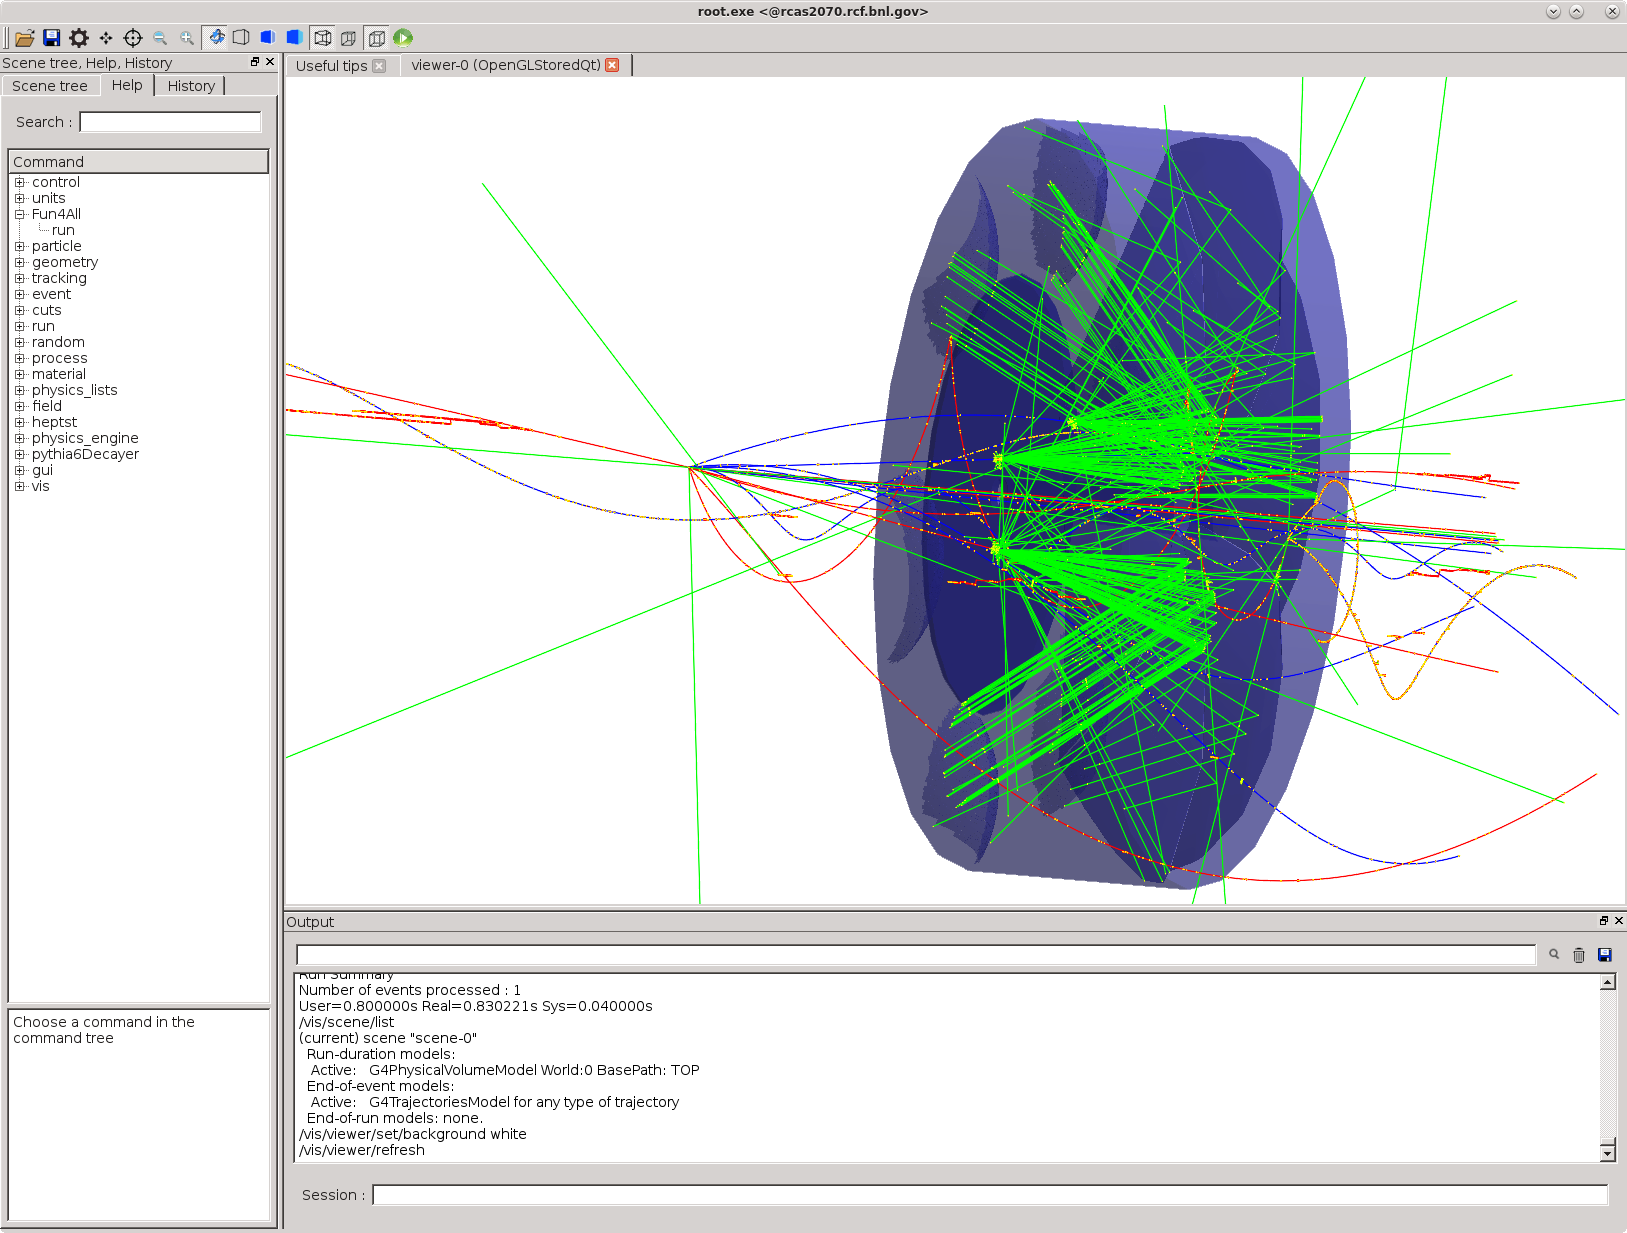 root.exe <@rcas2070.rcf.bnl.gov>
Scene tree, Help, History
Scene tree
Help
History
Search :
Command
control
units
Fun4All
run
particle
geometry
tracking
event
cuts
run
random
process
material
physics_lists
field
heptst
physics_engine
pythia6Decayer
gui
vis
Choose a command in the
command tree
Useful tips
viewer-0 (OpenGLStoredQt)
Output
Run Summary
Number of events processed : 1
User=0.800000s Real=0.830221s Sys=0.040000s
/vis/scene/list
(current) scene "scene-0"
Run-duration models:
Active:   G4PhysicalVolumeModel World:0 BasePath: TOP
End-of-event models:
Active:   G4TrajectoriesModel for any type of trajectory
End-of-run models: none.
/vis/viewer/set/background white
/vis/viewer/refresh
Session :